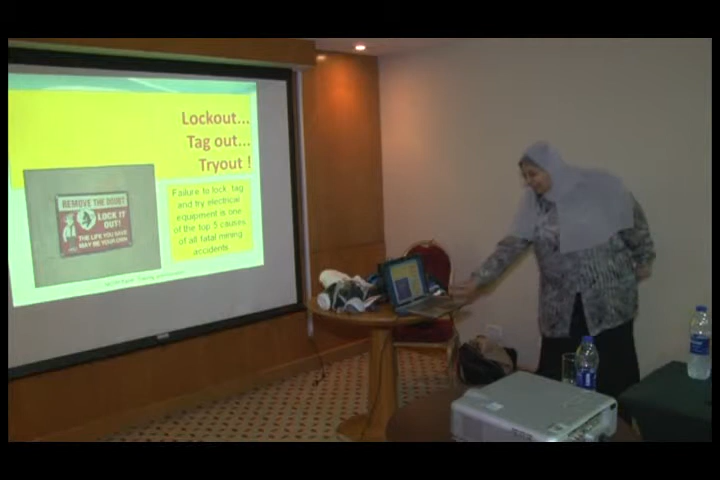 Lockout...
Tag out...
Tryout !
REMOVE THE DOUBT
LOCK IT
OUT!
THE LIFE YOU SAVE
MAY BE YOUR OWN
Failure to lock tag
and try electrical
equipment is one
of the top 5 causes
of all fatal mining
accidents